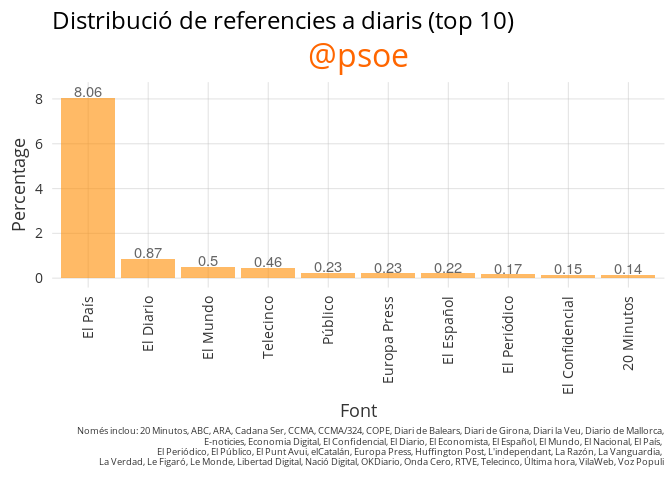 Distribució de referencies a diaris (top 10)
@psoe
Percentage
8
6
4
2
0
8.06
0.87
0.5
0.46
0.23
0.23
0.22
0.17
0.15
0.14
El País
El Diario
El Mundo
Telecinco
Público
Europa Press
El Español
El Periódico
El Confidencial
20 Minutos
Font
Només inclou: 20 Minutos, ABC, ARA, Cadana Ser, CCMA, CCMA/324, COPE, Diari de Balears, Diari de Girona, Diari la Veu, Diario de Mallorca,
E-noticies, Economia Digital, El Confidencial, El Diario, El Economista, El Español, El Mundo, El Nacional, El País,
El Periódico, El Público, El Punt Avui, elCatalán, Europa Press, Huffington Post, L'independant, La Razón, La Vanguardia,
La Verdad, Le Figaró, Le Monde, Libertad Digital, Nació Digital, OKDiario, Onda Cero, RTVE, Telecinco, Última hora, VilaWeb, Voz Populi